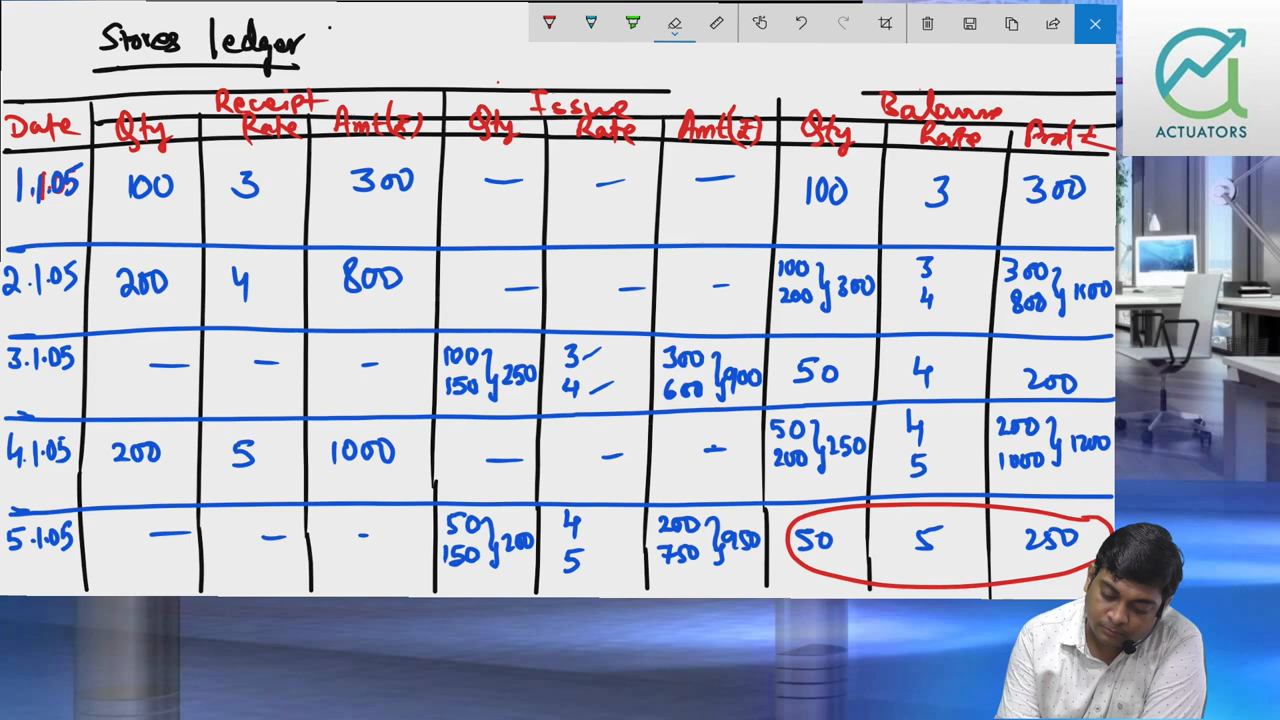 Stores ledger
ACTUATORS
Receipt Issue Balance
Date Qty Rate Amt(₹) Qty Rate Amt(₹) Qty Rate Amt ₹
1.1.05 100 3 300 — — — 100 3 300
2.1.05 200 4 800 — — — 100 200 } 300 3 4 300 800 } 1100
3.1.05 — — — 100 150 } 250 3 4 300 600 } 900 50 4 200
4.1.05 200 5 1000 — — — 50 200 } 250 4 5 200 1000 } 1200
5.1.05 — — — 50 150 } 200 4 5 200 750 } 950 50 5 250